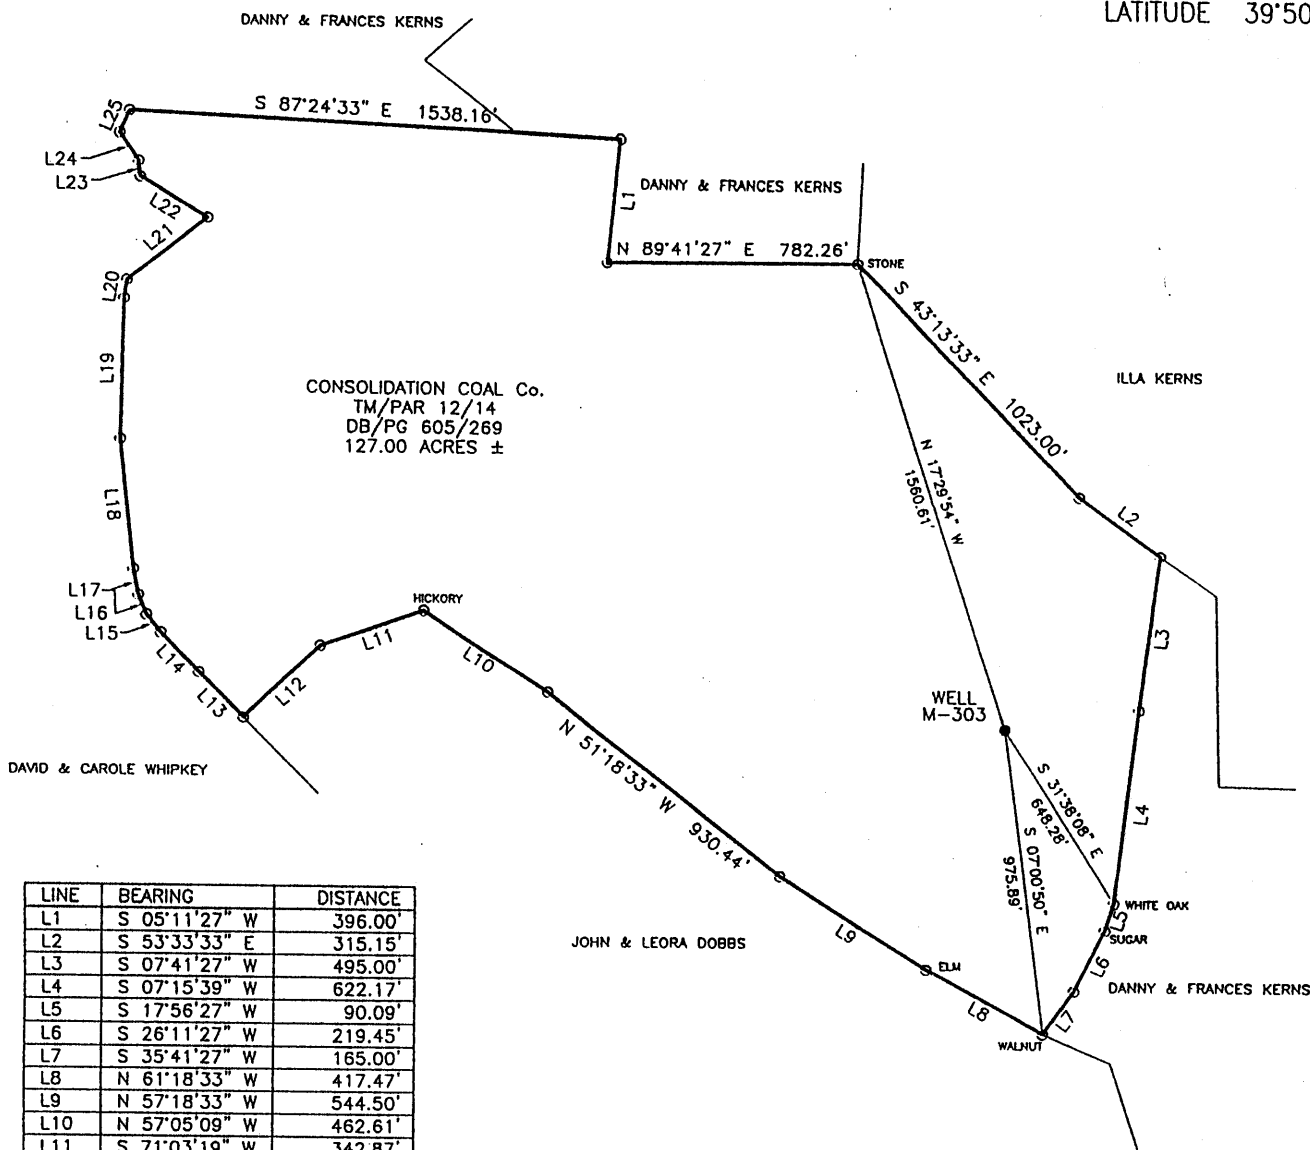 LATITUDE 39°50
DANNY & FRANCES KERNS
S 87°24'33" E 1538.16'
L25
L24
L23
L22
L21
L20
L19
L18
L17
L16
L15
L14
L13
L12
L11
L10
L1
DANNY & FRANCES KERNS
N 89°41'27" E 782.26'
STONE
S 43°13'33" E 1023.00'
ILLA KERNS
CONSOLIDATION COAL Co.
TM/PAR 12/14
DB/PG 605/269
127.00 ACRES ±
N 17°29'54" W
1560.61'
L2
L3
HICKORY
WELL
M-303
N 51°18'33" W 930.44'
DAVID & CAROLE WHIPKEY
S 31°38'08" E
648.28'
S 07°00'50" E
975.89'
L4
WHITE OAK
L5
SUGAR
L6
DANNY & FRANCES KERNS
L7
WALNUT
L8
ELM
L9
JOHN & LEORA DOBBS
LINE BEARING DISTANCE
L1 S 05°11'27" W 396.00'
L2 S 53°33'33" E 315.15'
L3 S 07°41'27" W 495.00'
L4 S 07°15'39" W 622.17'
L5 S 17°56'27" W 90.09'
L6 S 26°11'27" W 219.45'
L7 S 35°41'27" W 165.00'
L8 N 61°18'33" W 417.47'
L9 N 57°18'33" W 544.50'
L10 N 57°05'09" W 462.61'
L11 S 71°03'19" W 342.87'